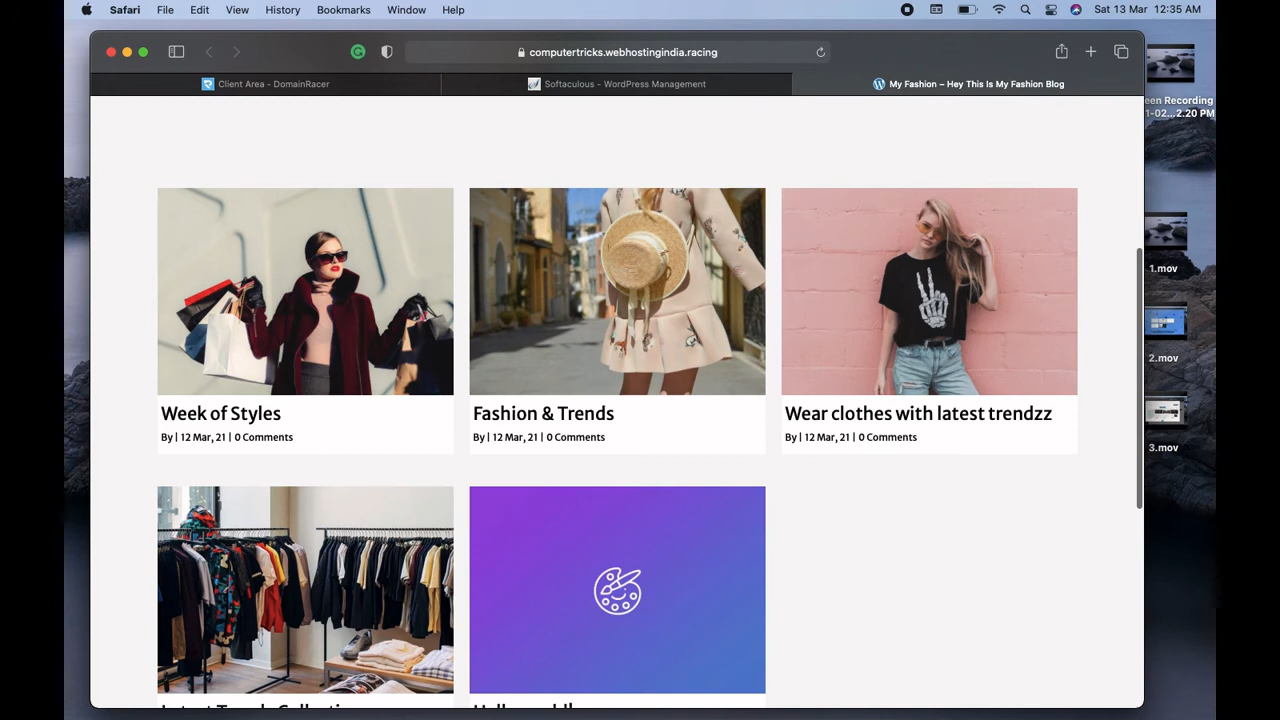 Safari File Edit View History Bookmarks Window Help Sat 13 Mar 12:35 AM
computertricks.webhostingindia.racing
Client Area - DomainRacer
Softaculous - WordPress Management
My Fashion – Hey This Is My Fashion Blog
een Recording
1-02...2.20 PM
1.mov
2.mov
3.mov
Week of Styles
By | 12 Mar, 21 | 0 Comments
Fashion & Trends
By | 12 Mar, 21 | 0 Comments
Wear clothes with latest trendzz
By | 12 Mar, 21 | 0 Comments